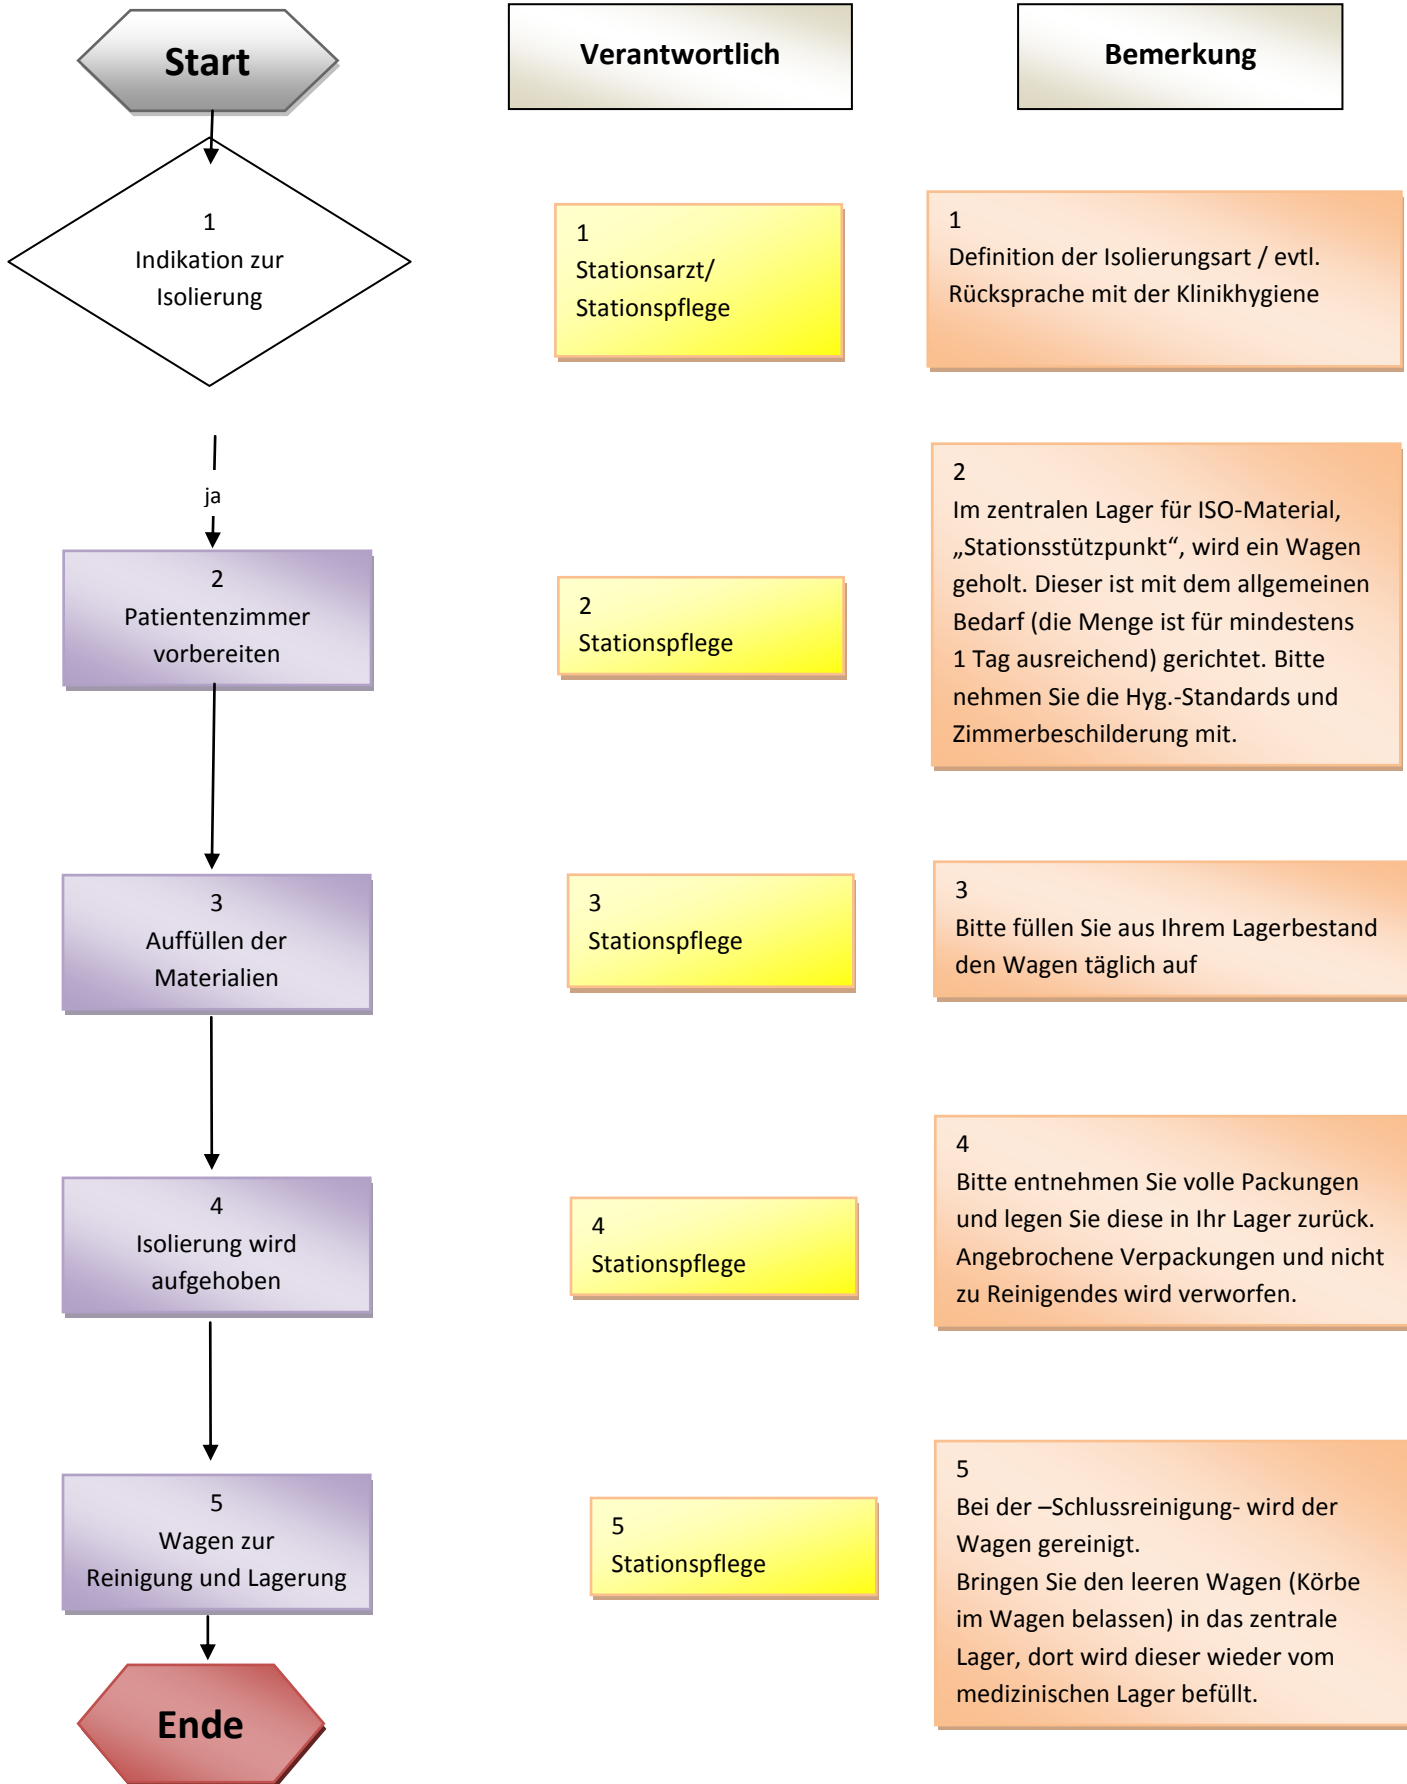 Start
Verantwortlich
Bemerkung
1
Indikation zur
Isolierung
1
Stationsarzt/
Stationspflege
1
Definition der Isolierungsart / evtl.
Rücksprache mit der Klinikhygiene
ja
2
Patientenzimmer
vorbereiten
2
Stationspflege
2
Im zentralen Lager für ISO-Material,
„Stationsstützpunkt“, wird ein Wagen
geholt. Dieser ist mit dem allgemeinen
Bedarf (die Menge ist für mindestens
1 Tag ausreichend) gerichtet. Bitte
nehmen Sie die Hyg.-Standards und
Zimmerbeschilderung mit.
3
Auffüllen der
Materialien
3
Stationspflege
3
Bitte füllen Sie aus Ihrem Lagerbestand
den Wagen täglich auf
4
Isolierung wird
aufgehoben
4
Stationspflege
4
Bitte entnehmen Sie volle Packungen
und legen Sie diese in Ihr Lager zurück.
Angebrochene Verpackungen und nicht
zu Reinigendes wird verworfen.
5
Wagen zur
Reinigung und Lagerung
5
Stationspflege
5
Bei der –Schlussreinigung- wird der
Wagen gereinigt.
Bringen Sie den leeren Wagen (Körbe
im Wagen belassen) in das zentrale
Lager, dort wird dieser wieder vom
medizinischen Lager befüllt.
Ende